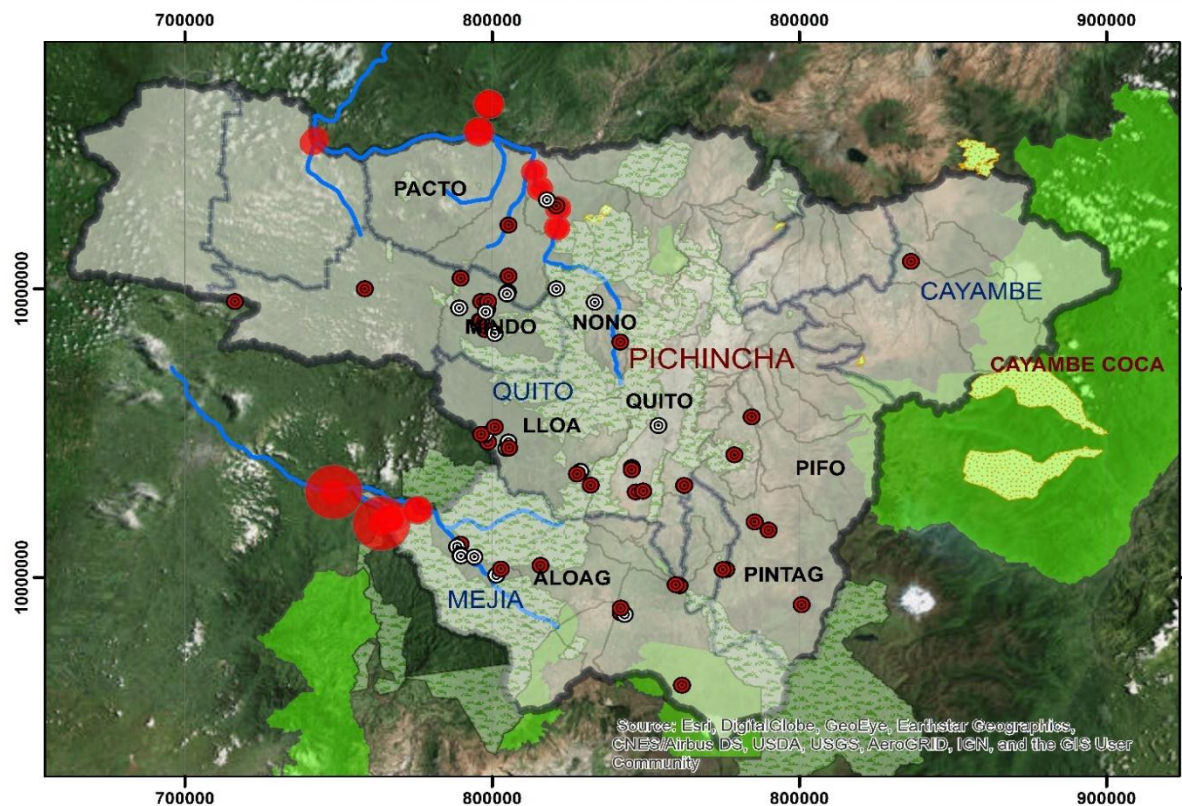 700000 800000 800000 900000
PACTO
10000000
CAYAMBE
MINDO
NONO
PICHINCHA
CAYAMBE COCA
QUITO
QUITO
LLOA
PIFO
10000000
ALOAG
PINTAG
MEJIA
Source: Esri, DigitalGlobe, GeoEye, Earthstar Geographics,
CNES/Airbus DS, USDA, USGS, AeroGRID, IGN, and the GIS User
Community
700000 800000 800000 900000